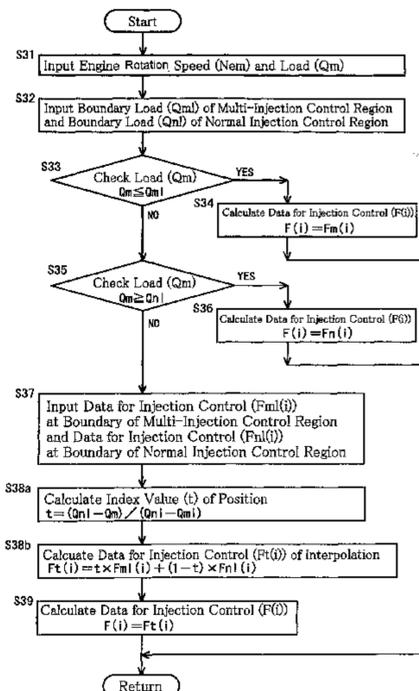 Start
S31
Input Engine Rotation Speed (Nem) and Load (Qm)
S32
Input Boundary Load (Qml) of Multi-Injection Control Region
and Boundary Load (Qnl) of Normal Injection Control Region
S33
Check Load (Qm)
Qm≦Qml
YES
NO
S34
Calculate Data for Injection Control (F(i))
F(i)=Fm(i)
S35
Check Load (Qm)
Qm≧Qnl
YES
NO
S36
Calculate Data for Injection Control (F(i))
F(i)=Fn(i)
S37
Input Data for Injection Control (Fml(i))
at Boundary of Multi-Injection Control Region
and Data for Injection Control (Fnl(i))
at Boundary of Normal Injection Control Region
S38a
Calculate Index Value (t) of Position
t=(Qnl-Qm)/(Qnl-Qml)
S38b
Calcuate Data for Injection Control (Ft(i)) of interpolation
Ft(i)=t×Fml(i)+(1-t)×Fnl(i)
S39
Calculate Data for Injection Control (F(i))
F(i)=Ft(i)
Return